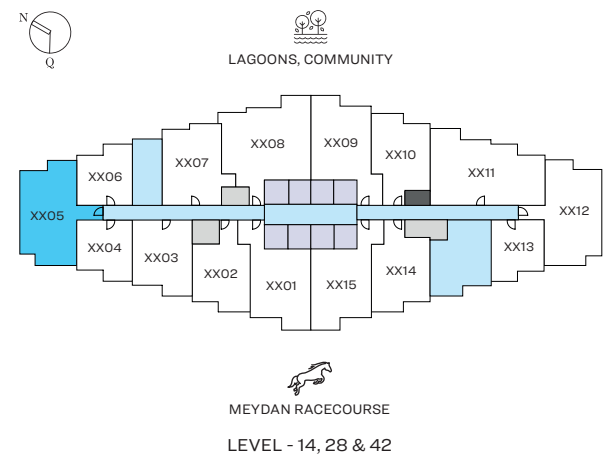 N
Q
LAGOONS, COMMUNITY
XX08
XX09
XX07
XX10
XX06
XX11
XX05
XX12
XX04
XX03
XX02
XX01
XX15
XX14
XX13
MEYDAN RACECOURSE
LEVEL - 14, 28 & 42